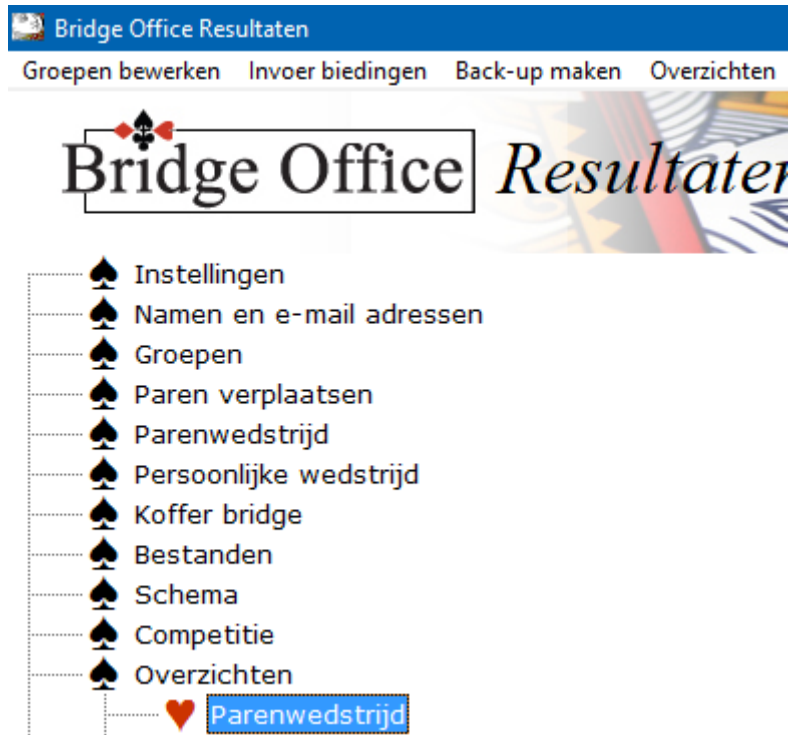 Bridge Office Resultaten
Groepen bewerken Invoer biedingen Back-up maken Overzichten
Bridge Office Resultaten
Instellingen
Namen en e-mail adressen
Groepen
Paren verplaatsen
Parenwedstrijd
Persoonlijke wedstrijd
Koffer bridge
Bestanden
Schema
Competitie
Overzichten
Parenwedstrijd